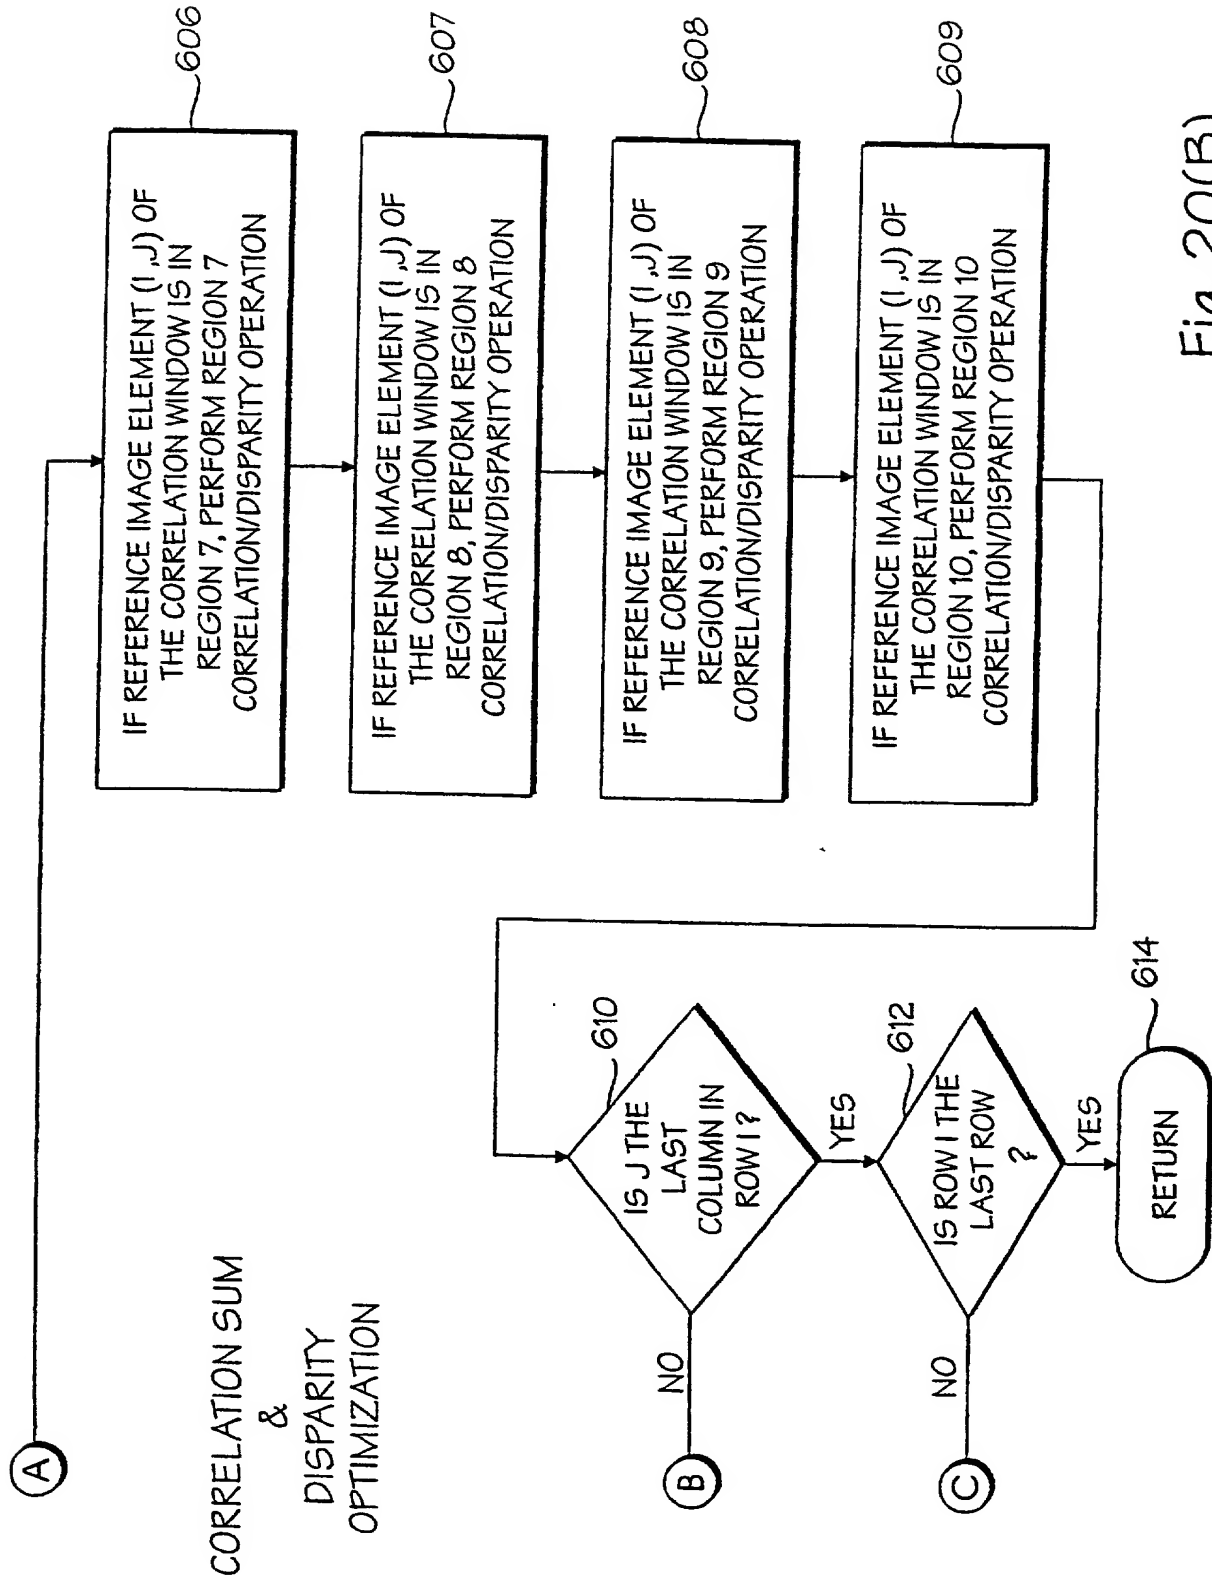 A
CORRELATION SUM
&
DISPARITY
OPTIMIZATION
IF REFERENCE IMAGE ELEMENT (I,J) OF
THE CORRELATION WINDOW IS IN
REGION 7, PERFORM REGION 7
CORRELATION/DISPARITY OPERATION
606
IF REFERENCE IMAGE ELEMENT (I,J) OF
THE CORRELATION WINDOW IS IN
REGION 8, PERFORM REGION 8
CORRELATION/DISPARITY OPERATION
607
IF REFERENCE IMAGE ELEMENT (I,J) OF
THE CORRELATION WINDOW IS IN
REGION 9, PERFORM REGION 9
CORRELATION/DISPARITY OPERATION
608
IF REFERENCE IMAGE ELEMENT (I,J) OF
THE CORRELATION WINDOW IS IN
REGION 10, PERFORM REGION 10
CORRELATION/DISPARITY OPERATION
609
B
NO
IS J THE
LAST
COLUMN IN
ROW I?
610
YES
C
NO
IS ROW I THE
LAST ROW
?
612
YES
RETURN
614
Fig. 20(B)